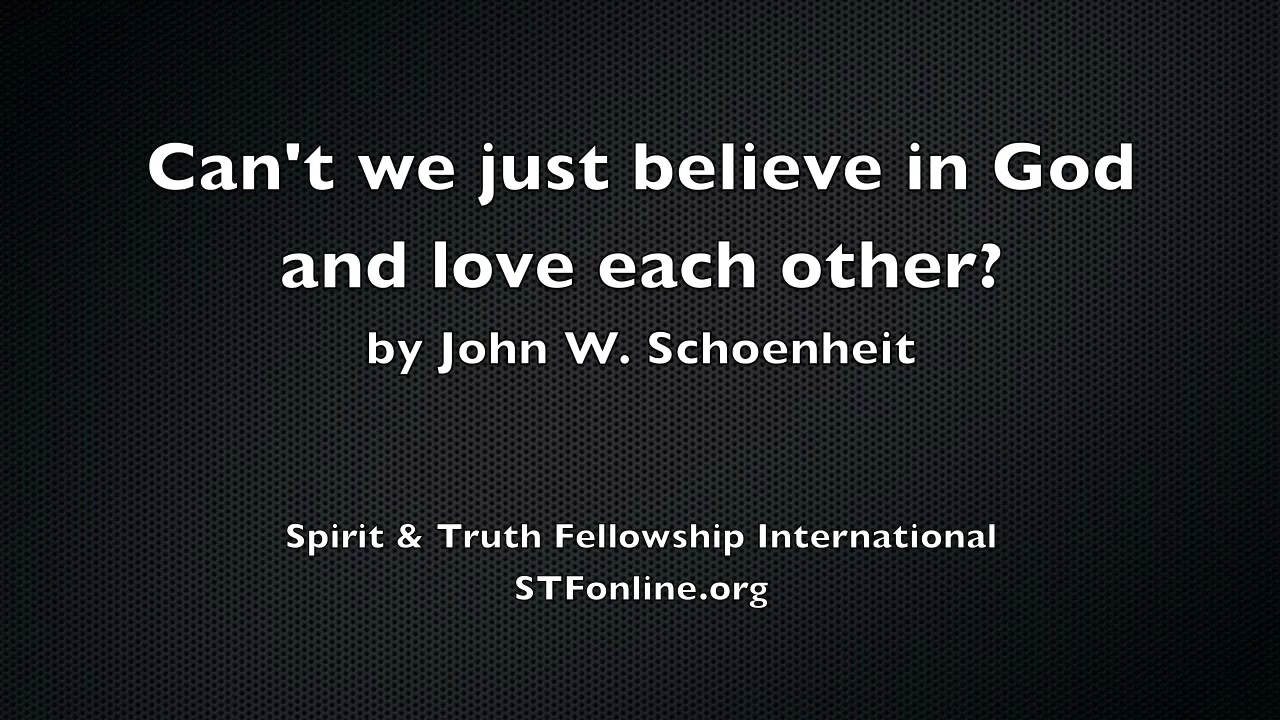 Can't we just believe in God
and love each other?
by John W. Schoenheit
Spirit & Truth Fellowship International
STFonline.org